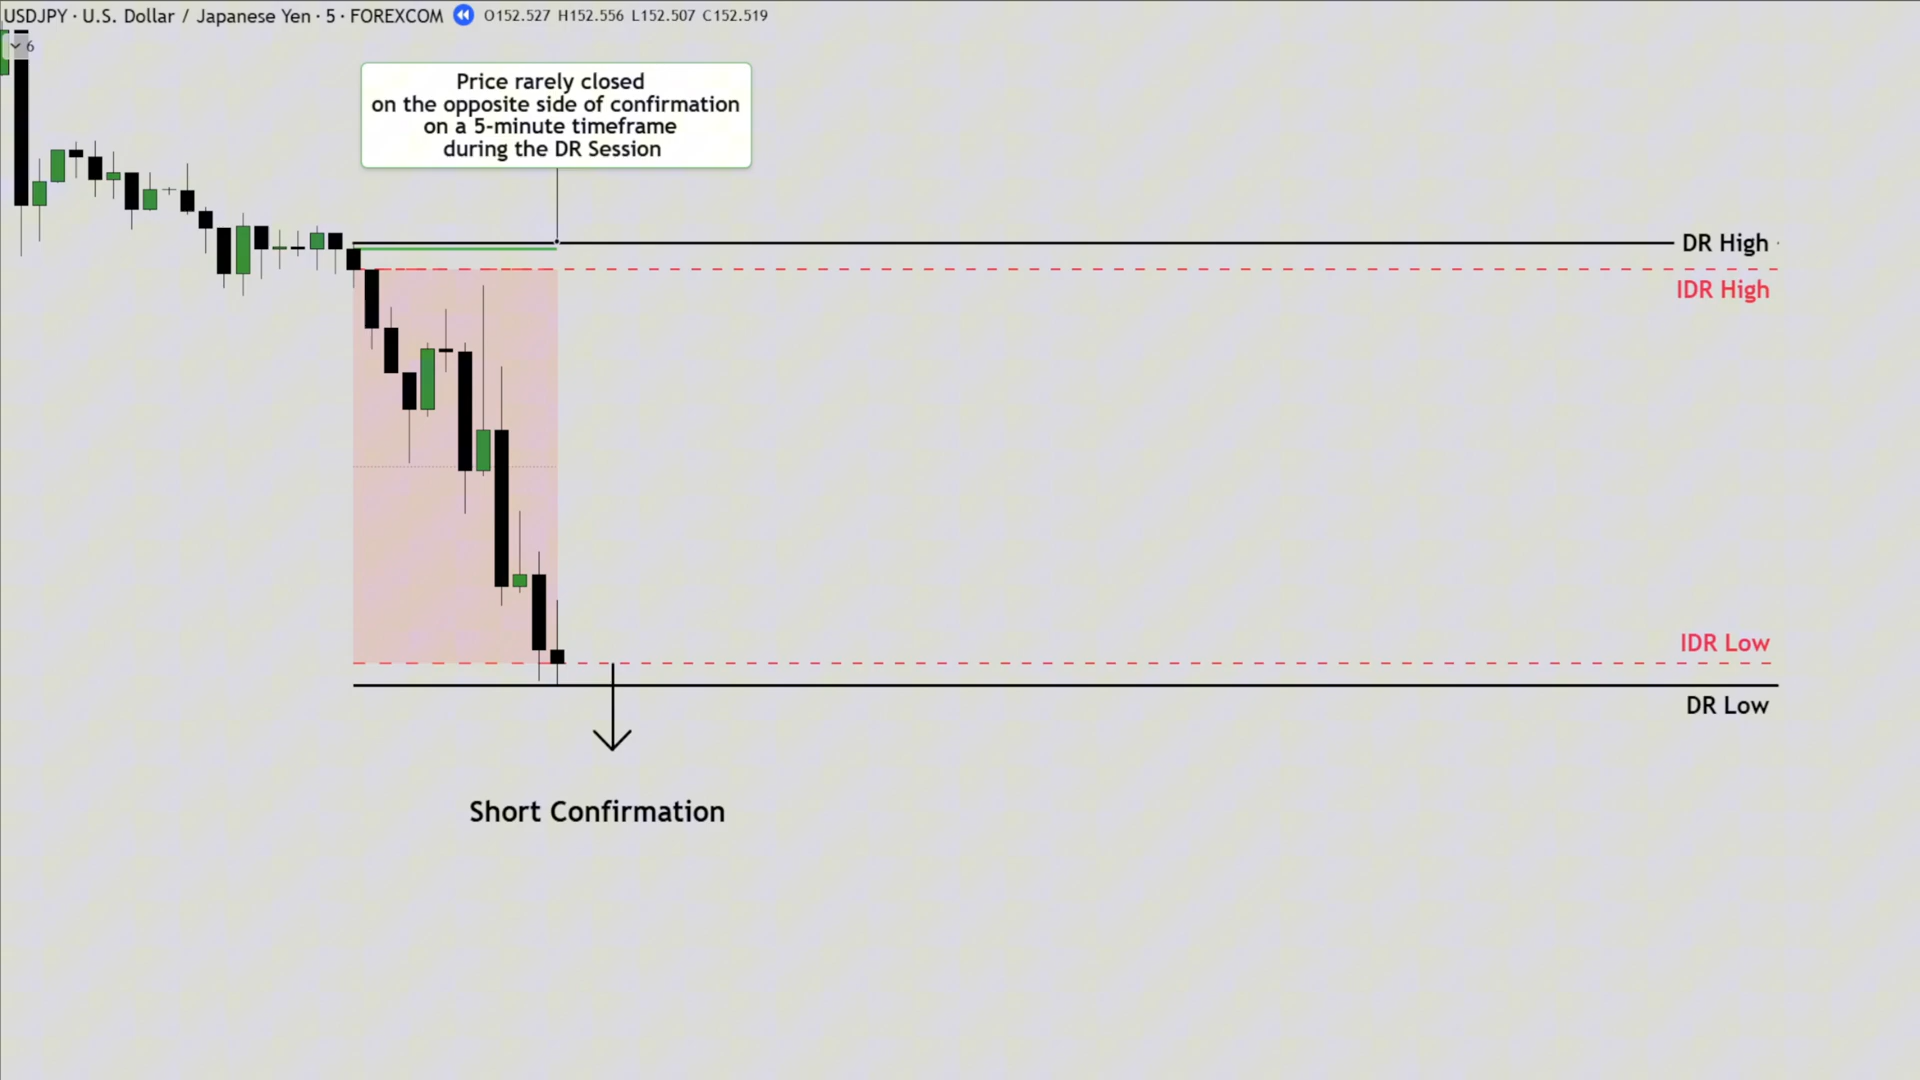 USDJPY · U.S. Dollar / Japanese Yen · 5 · FOREXCOM O152.527 H152.556 L152.507 C152.519
6
Price rarely closed
on the opposite side of confirmation
on a 5-minute timeframe
during the DR Session
DR High
IDR High
IDR Low
DR Low
Short Confirmation